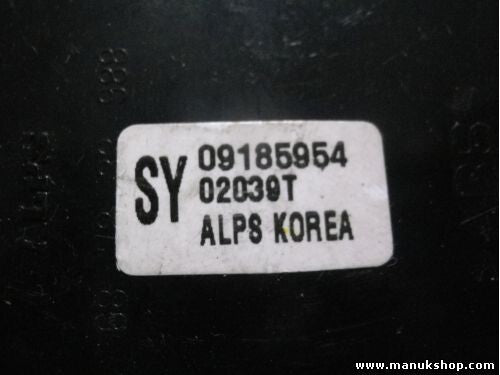 SY 09185954
02039T
ALPS KOREA
www.manukshop.com